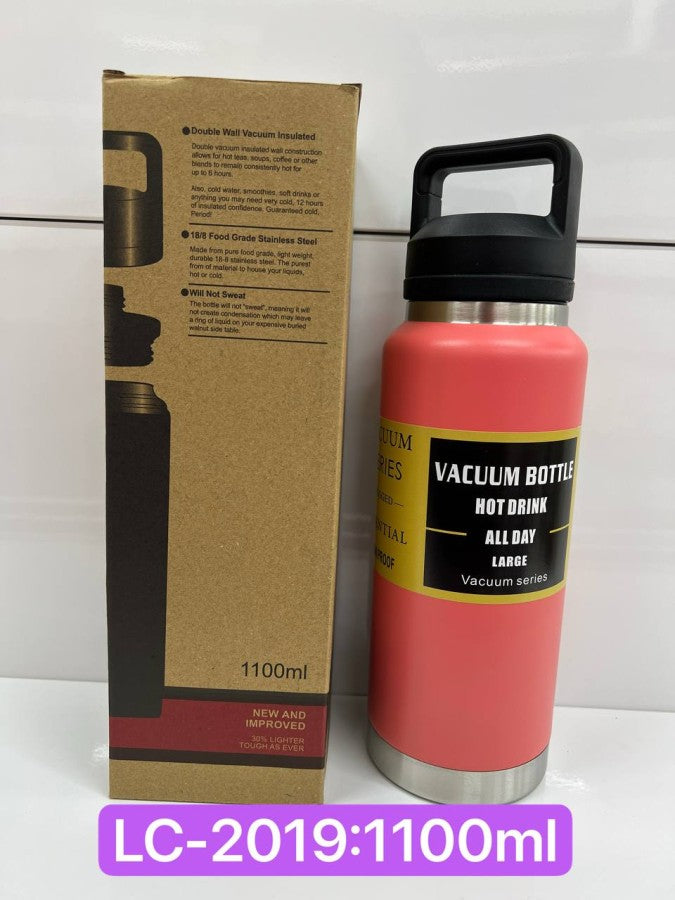 Double Wall Vacuum Insulated
Double vacuum insulated wall construction
allows for hot teas, soups, coffee or other
blends to remain consistently hot for
up to 6 hours.
Also, cold water, smoothies, soft drinks or
anything you may need very cold, 12 hours
of insulated confidence. Guaranteed cold.
Period!
18/8 Food Grade Stainless Steel
Made from pure food grade, light weight,
durable 18-8 stainless steel. The purest
from of material to house your liquids,
hot or cold.
Will Not Sweat
The bottle will not "sweat", meaning it will
not create condensation which may leave
a ring of liquid on your expensive buried
walnut side table.
1100ml
NEW AND
IMPROVED
30% LIGHTER
TOUGH AS EVER
VACUUM BOTTLE
HOT DRINK
ALL DAY
LARGE
Vacuum series
LC-2019:1100ml